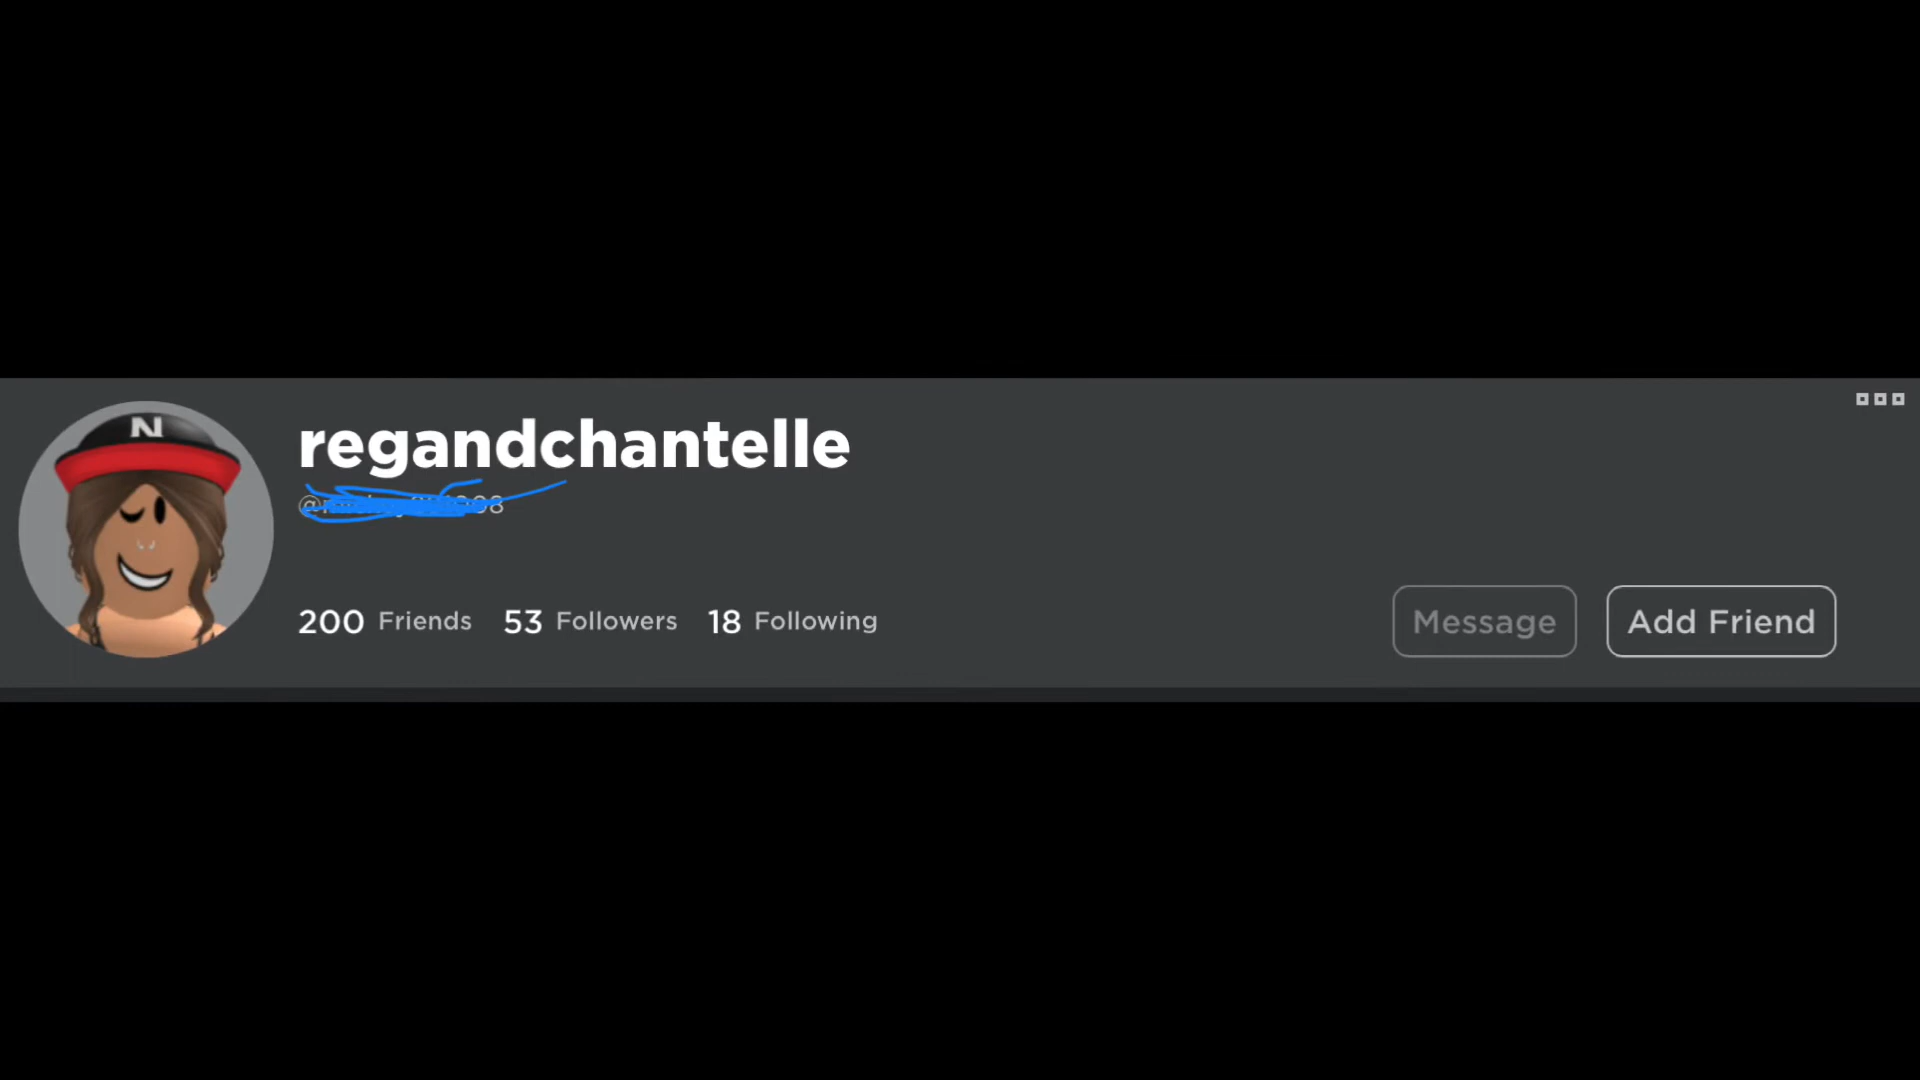 N
regandchantelle
200 Friends 53 Followers 18 Following
Message Add Friend